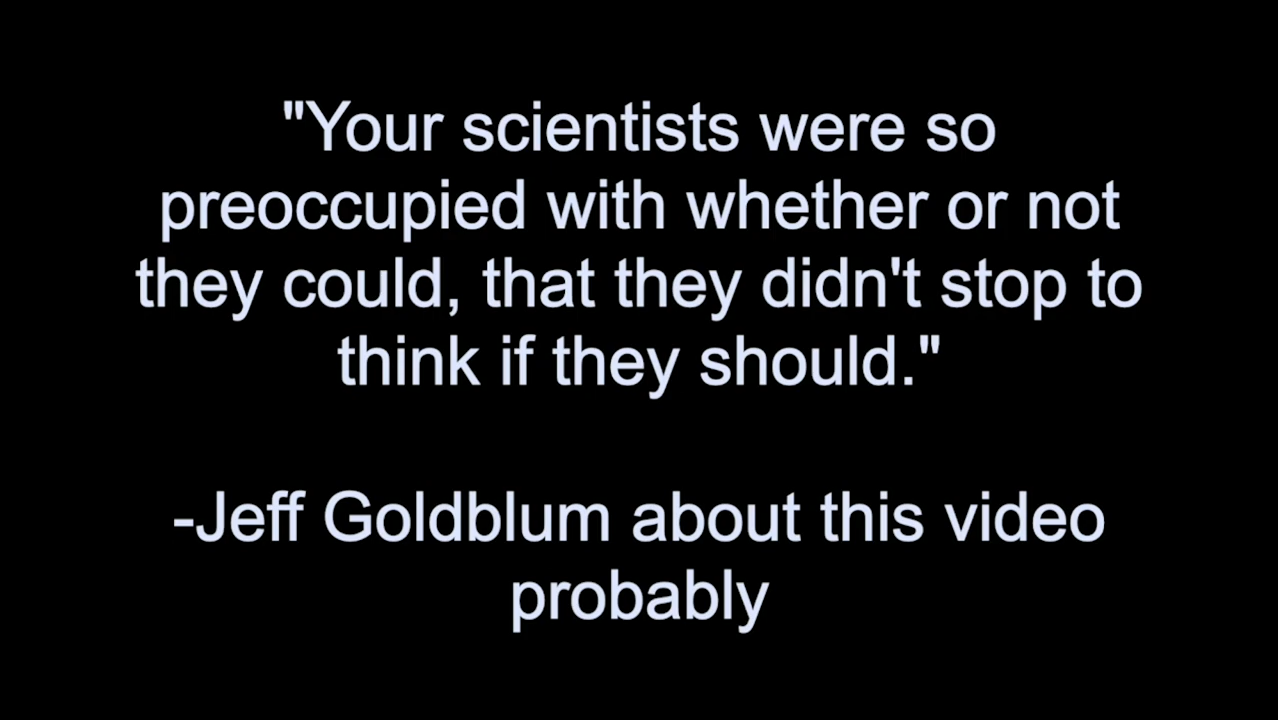 "Your scientists were so
preoccupied with whether or not
they could, that they didn't stop to
think if they should."
-Jeff Goldblum about this video
probably